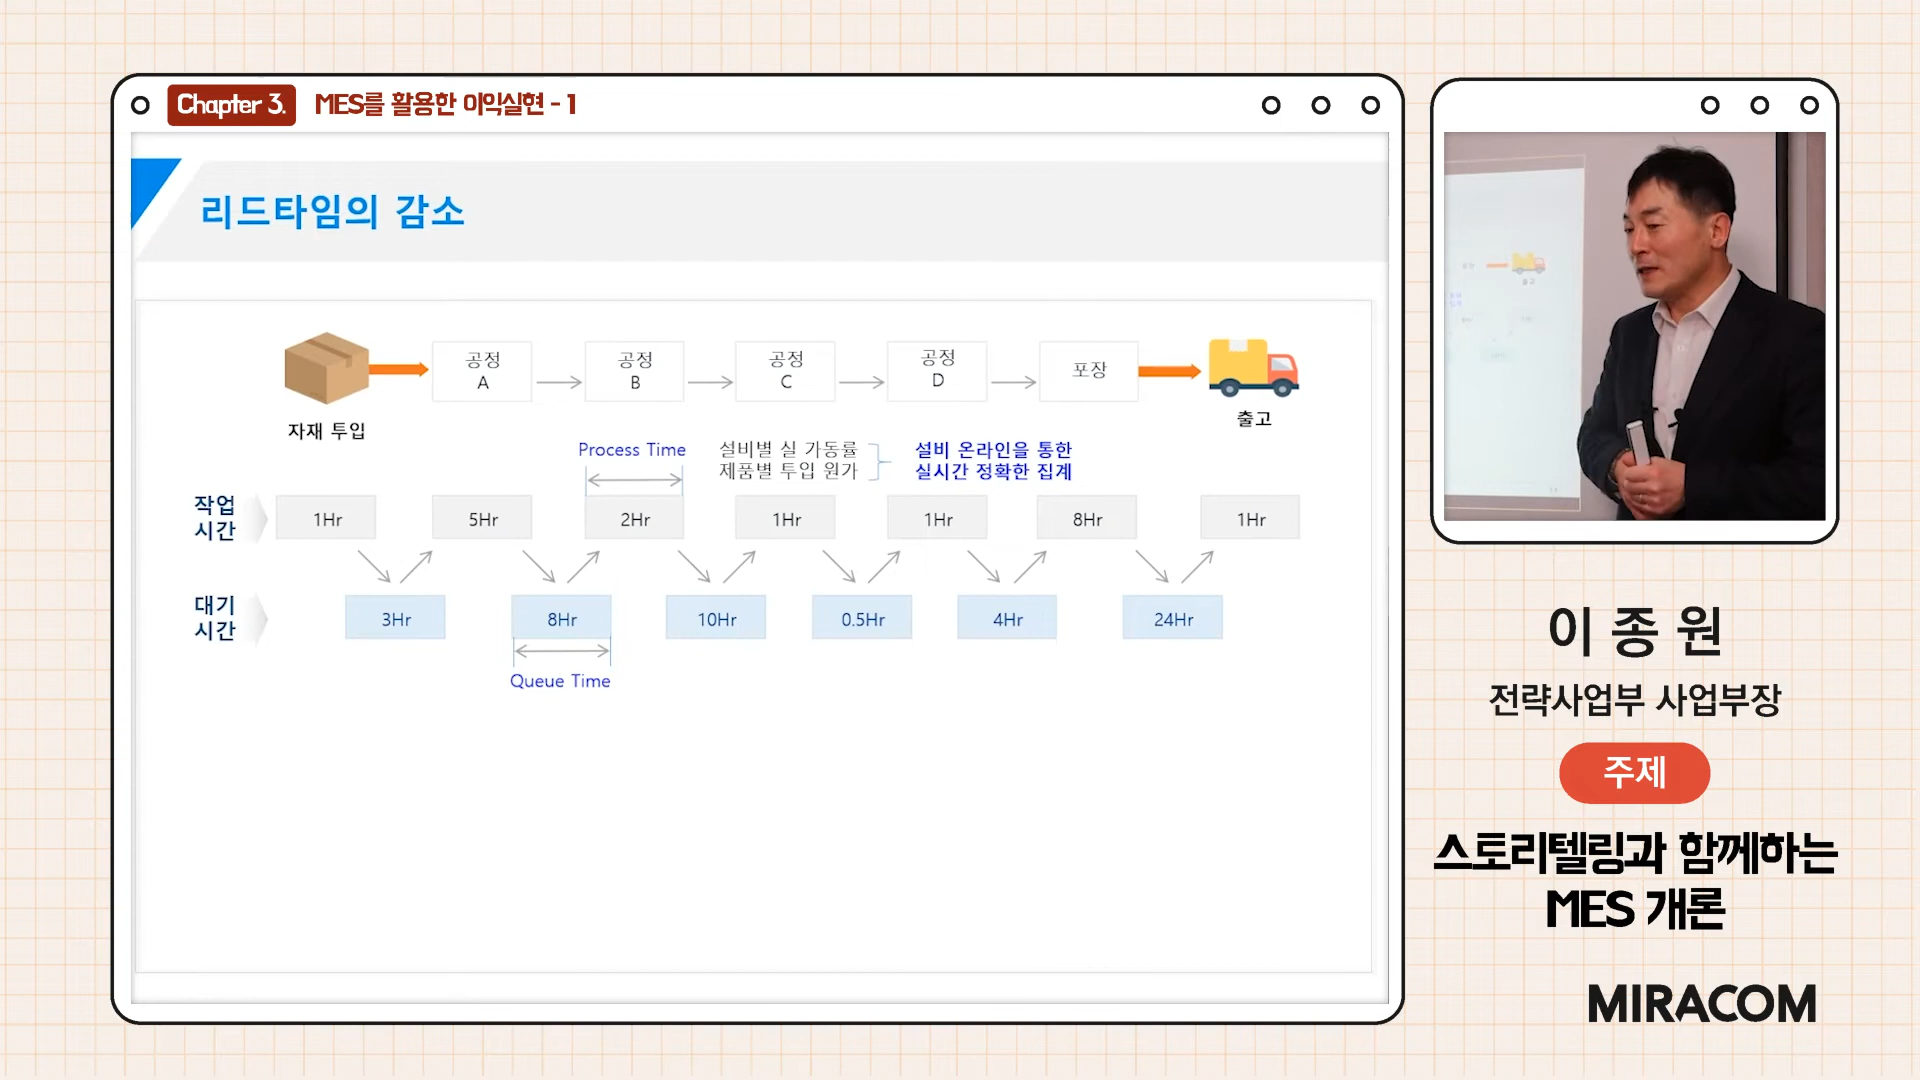 Chapter 3. MES를 활용한 이익실현 - 1
리드타임의 감소
공정
A
공정
B
공정
C
공정
D
포장
자재 투입
출고
Process Time
설비별 실 가동률
제품별 투입 원가
설비 온라인을 통한
실시간 정확한 집계
작업
시간
1Hr
5Hr
2Hr
1Hr
1Hr
8Hr
1Hr
대기
시간
3Hr
8Hr
10Hr
0.5Hr
4Hr
24Hr
Queue Time
이종원
전략사업부 사업부장
주제
스토리텔링과 함께하는
MES 개론
MIRACOM